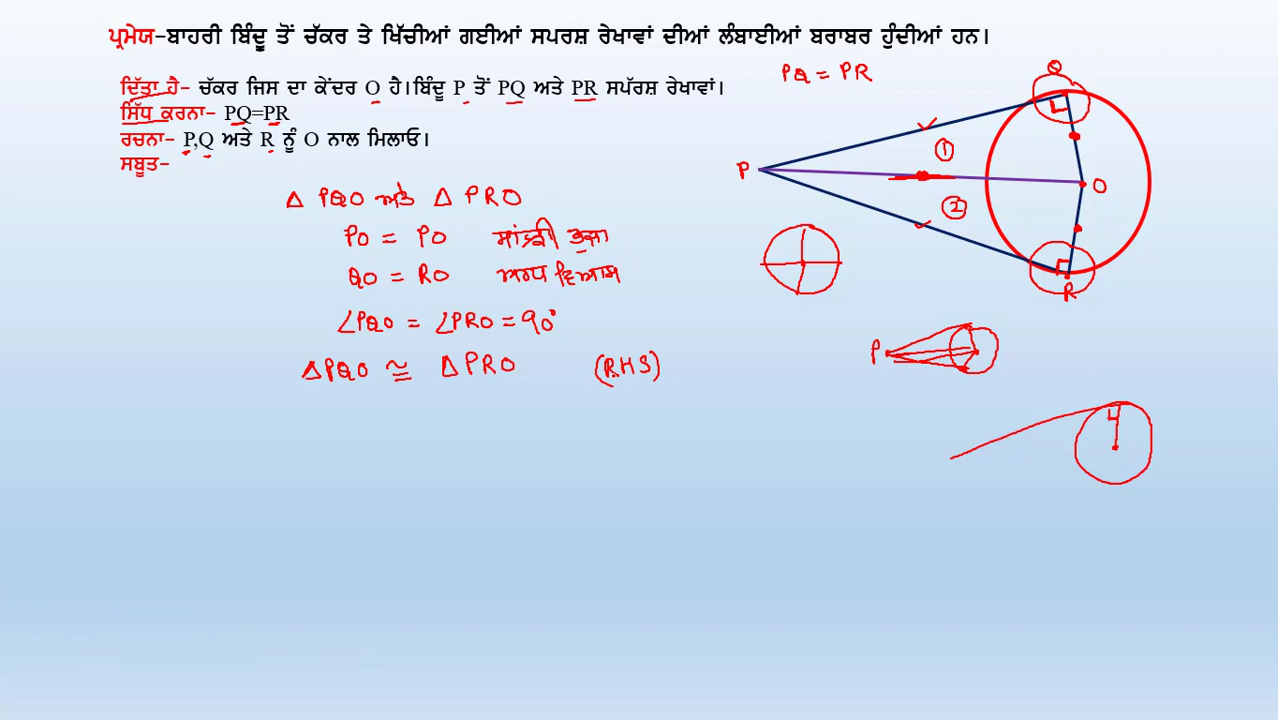 ਪ੍ਰਮੇਯ-ਬਾਹਰੀ ਬਿੰਦੂ ਤੋਂ ਚੱਕਰ ਤੇ ਖਿੱਚੀਆਂ ਗਈਆਂ ਸਪਰਸ਼ ਰੇਖਾਵਾਂ ਦੀਆਂ ਲੰਬਾਈਆਂ ਬਰਾਬਰ ਹੁੰਦੀਆਂ ਹਨ।
ਦਿੱਤਾ ਹੈ- ਚੱਕਰ ਜਿਸ ਦਾ ਕੇਂਦਰ O ਹੈ।ਬਿੰਦੂ P ਤੋਂ PQ ਅਤੇ PR ਸਪੱਰਸ਼ ਰੇਖਾਵਾਂ।
ਸਿੱਧ ਕਰਨਾ- PQ=PR
ਰਚਨਾ- P,Q ਅਤੇ R ਨੂੰ O ਨਾਲ ਮਿਲਾਓ।
ਸਬੂਤ-
△ PQO ਅਤੇ △ PRO
PO = PO ਸਾਂਝੀ ਭੁਜਾ
QO = RO ਅਰਧ ਵਿਆਸ
∠PQO = ∠PRO = 90°
△PQO ≅ △PRO (RHS)
PQ = PR
Q
P
①
O
②
R
P